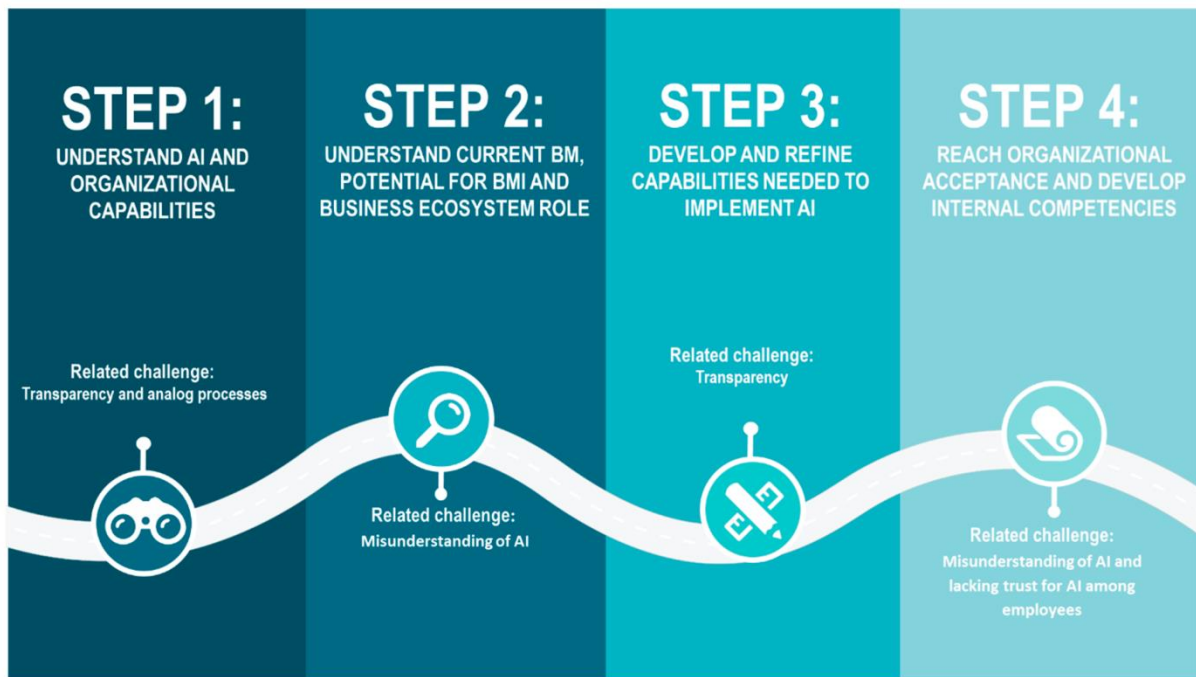 STEP 1:
UNDERSTAND AI AND
ORGANIZATIONAL
CAPABILITIES
Related challenge:
Transparency and analog processes
STEP 2:
UNDERSTAND CURRENT BM,
POTENTIAL FOR BMI AND
BUSINESS ECOSYSTEM ROLE
Related challenge:
Misunderstanding of AI
STEP 3:
DEVELOP AND REFINE
CAPABILITIES NEEDED TO
IMPLEMENT AI
Related challenge:
Transparency
STEP 4:
REACH ORGANIZATIONAL
ACCEPTANCE AND DEVELOP
INTERNAL COMPETENCIES
Related challenge:
Misunderstanding of AI and
lacking trust for AI among
employees